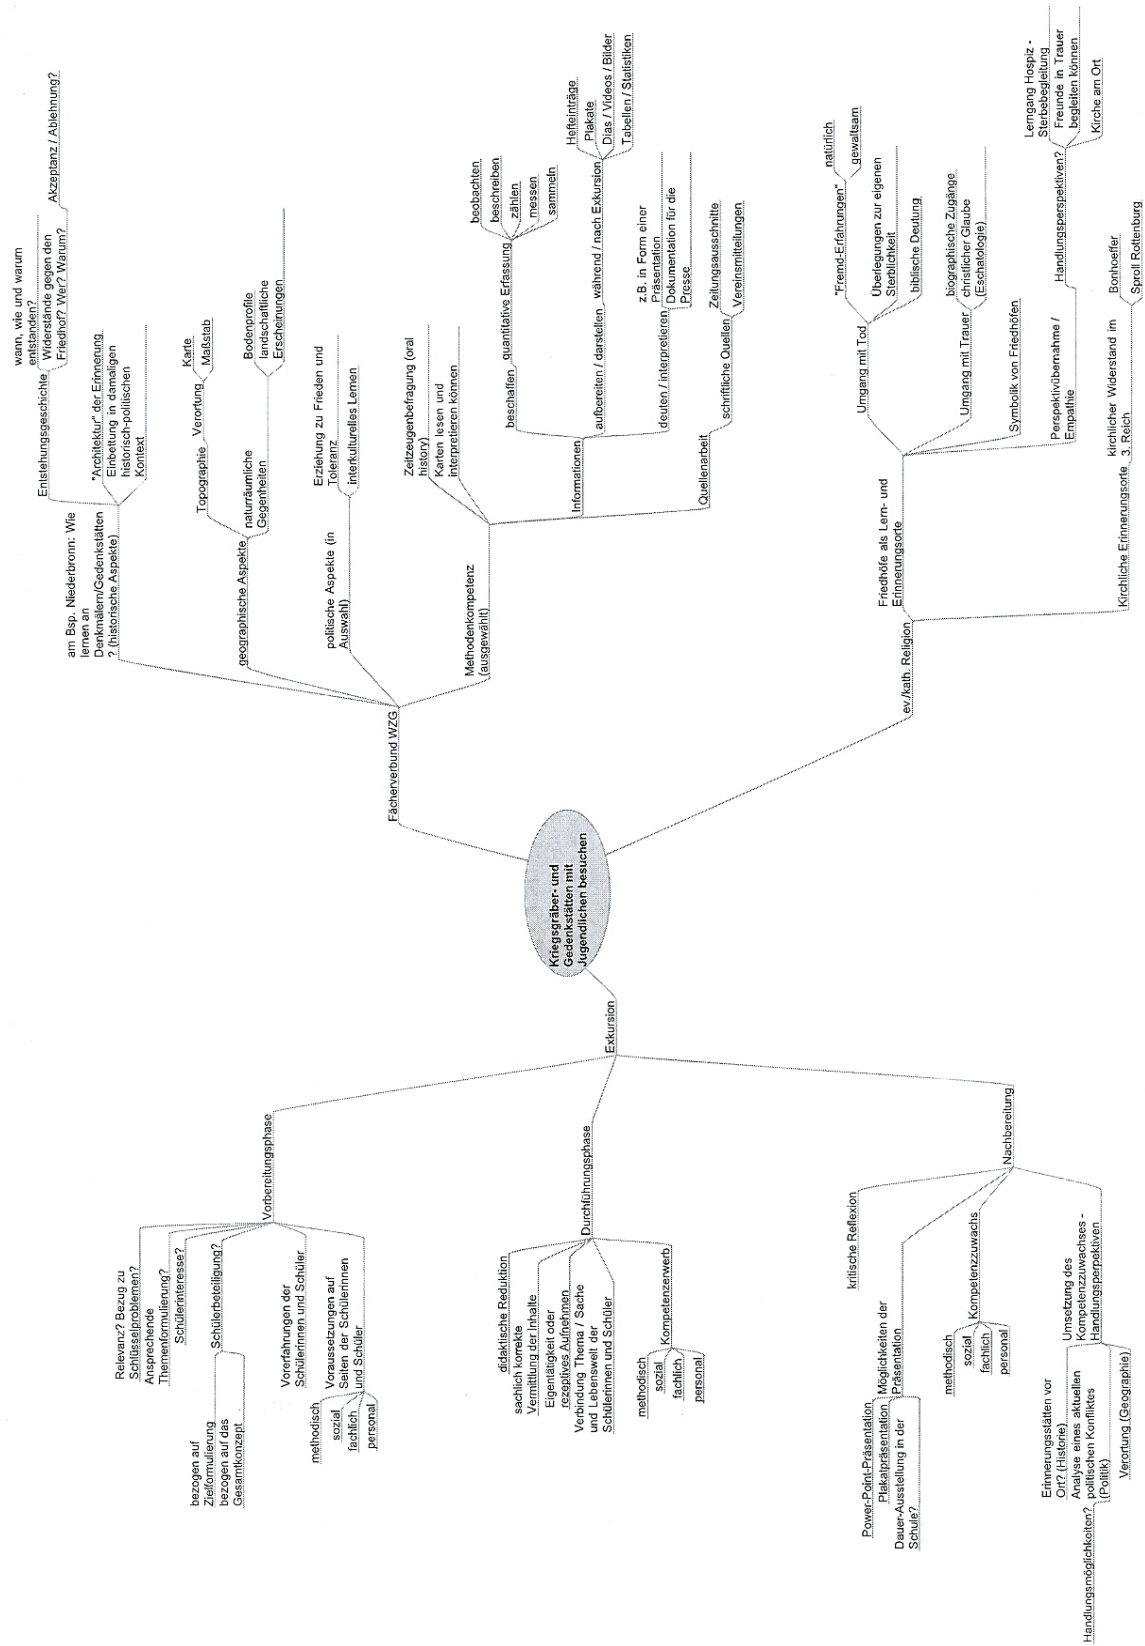 Kriegsgräber- und
Gedenkstätten mit
Jugendlichen besuchen
Fächerverbund WZG
am Bsp. Niederbronn: Wie
lernen an
Denkmälern/Gedenkstätten
? (historische Aspekte)
Entstehungsgeschichte
wann, wie und warum
entstanden?
Widerstände gegen den
Friedhof? Wer? Warum?
Akzeptanz / Ablehnung?
"Architektur" der Erinnerung
Einbettung in damaligen
historisch-politischen
Kontext
geographische Aspekte
Topographie
Verortung
Karte
Maßstab
naturräumliche
Gegenheiten
Bodenprofile
landschaftliche
Erscheinungen
politische Aspekte (in
Auswahl)
Erziehung zu Frieden und
Toleranz
interkulturelles Lernen
Methodenkompetenz
(ausgewählt)
Zeitzeugenbefragung (oral
history)
Karten lesen und
interpretieren können
Informationen
beschaffen
quantitative Erfassung
beobachten
beschreiben
zählen
messen
sammeln
aufbereiten / darstellen
während / nach Exkursion
Hefteinträge
Plakate
Dias / Videos / Bilder
Tabellen / Statistiken
deuten / interpretieren
z.B. in Form einer
Präsentation
Dokumentation für die
Presse
Quellenarbeit
schriftliche Quellen
Zeitungsausschnitte
Vereinsmitteilungen
ev./kath. Religion
Friedhöfe als Lern- und
Erinnerungsorte
Umgang mit Tod
"Fremd-Erfahrungen"
natürlich
gewaltsam
Überlegungen zur eigenen
Sterblichkeit
biblische Deutung
Umgang mit Trauer
biographische Zugänge
christlicher Glaube
(Eschatologie)
Symbolik von Friedhöfen
Perspektivübernahme /
Empathie
Handlungsperspektiven?
Lerngang Hospiz -
Sterbebegleitung
Freunde in Trauer
begleiten können
Kirche am Ort
Kirchliche Erinnerungsorte
kirchlicher Widerstand im
3. Reich
Bonhoeffer
Sproll Rottenburg
Exkursion
Vorbereitungsphase
Relevanz? Bezug zu
Schlüsselproblemen?
Ansprechende
Themenformulierung?
Schülerinteresse?
Schülerbeteiligung?
bezogen auf
Zielformulierung
bezogen auf das
Gesamtkonzept
Vorerfahrungen der
Schülerinnen und Schüler
Voraussetzungen auf
Seiten der Schülerinnen
und Schüler
methodisch
sozial
fachlich
personal
Durchführungsphase
didaktische Reduktion
sachlich korrekte
Vermittlung der Inhalte
Eigentätigkeit oder
rezeptives Aufnehmen
Verbindung Thema / Sache
und Lebenswelt der
Schülerinnen und Schüler
Kompetenzerwerb
methodisch
sozial
fachlich
personal
Nachbereitung
kritische Reflexion
Möglichkeiten der
Präsentation
Power-Point-Präsentation
Plakatpräsentation
Dauer-Ausstellung in der
Schule?
Kompetenzzuwachs
methodisch
sozial
fachlich
personal
Umsetzung des
Kompetenzzuwachses -
Handlungsperspektiven
Erinnerungsstätten vor
Ort? (Historie)
Analyse eines aktuellen
politischen Konfliktes
(Politik)
Handlungsmöglichkeiten?
Verortung (Geographie)